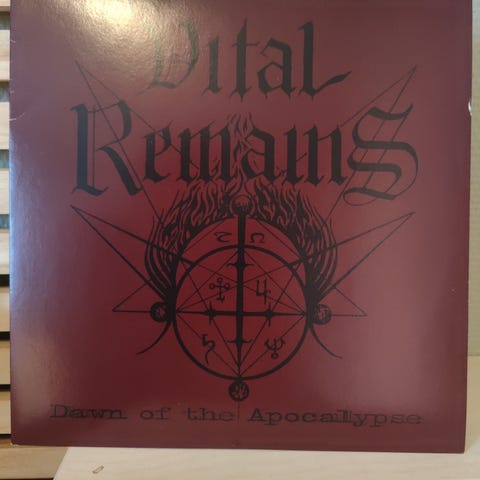 Vital
Remains
Dawn of the Apocalypse